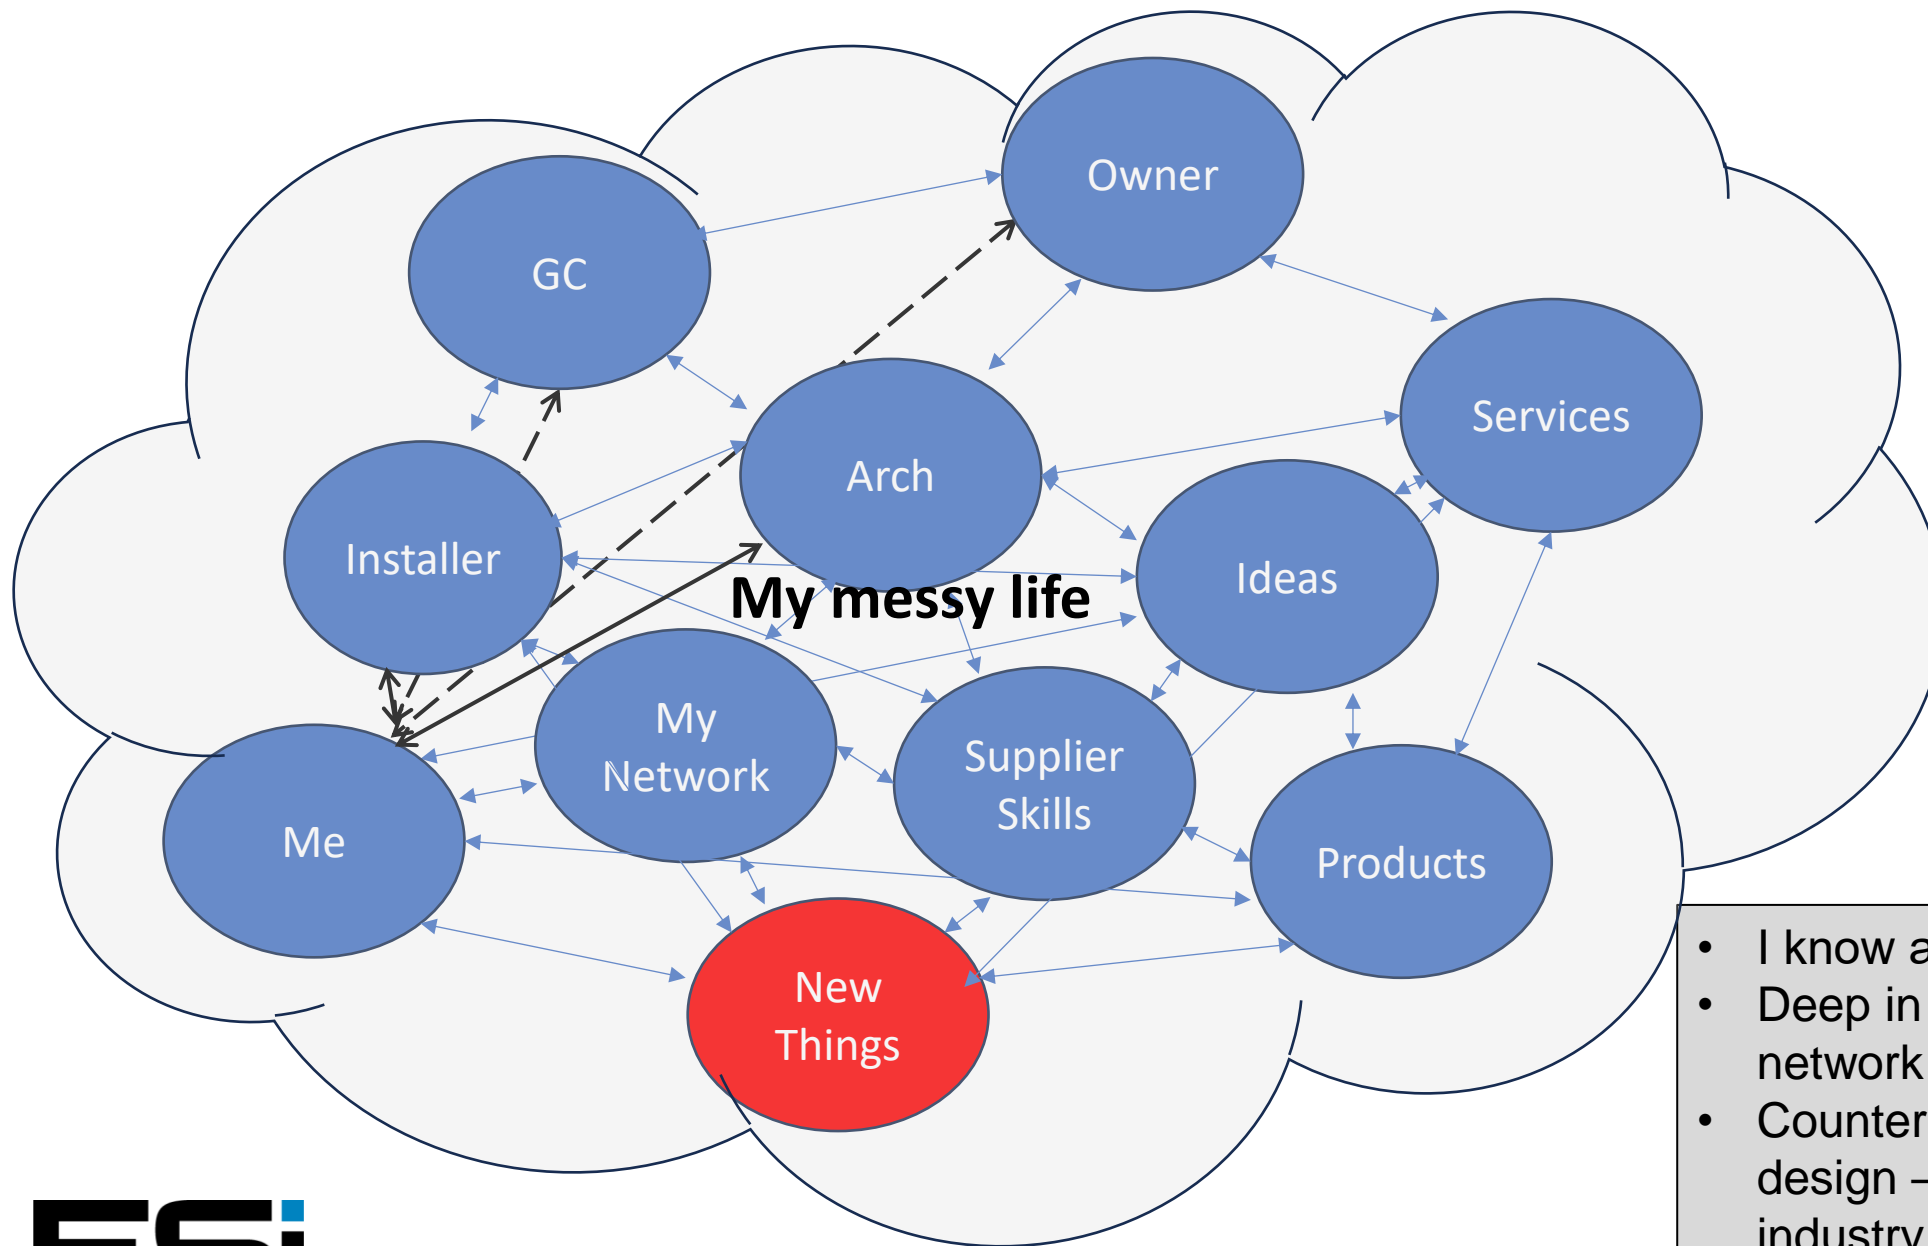 Owner
GC
Services
Arch
Installer
Ideas
My messy life
My
Network
Supplier
Skills
Me
Products
New
Things
• I know a
• Deep in
network
• Counter
design –
industry
ESi